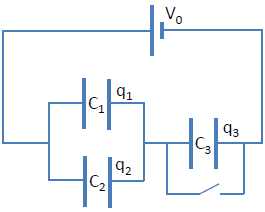 V₀
C₁ q₁
C₂ q₂
C₃ q₃